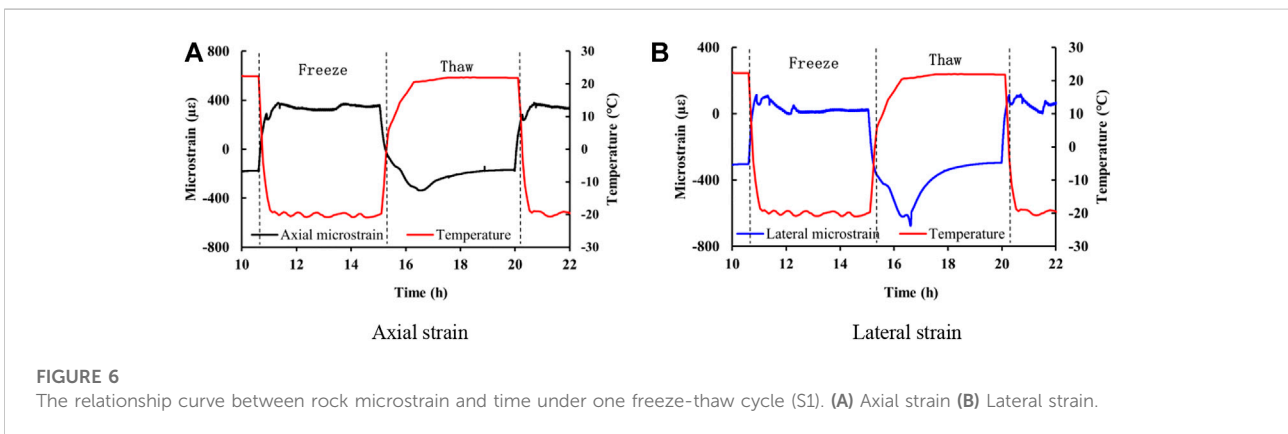 A
B
800
400
0
-400
-800
Microstrain (με)
Freeze
Thaw
30
20
10
0
-10
-20
-30
Temperature (℃)
Axial microstrain
Temperature
10 12 14 16 18 20 22
Time (h)
Axial strain
400
0
-400
-800
Microstrain (με)
Freeze
Thaw
30
20
10
0
-10
-20
-30
Temperature (℃)
Lateral microstrain
Temperature
10 12 14 16 18 20 22
Time (h)
Lateral strain
FIGURE 6
The relationship curve between rock microstrain and time under one freeze-thaw cycle (S1). (A) Axial strain (B) Lateral strain.